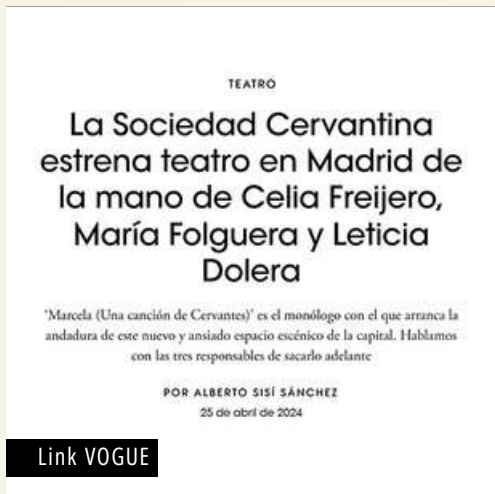 TEATRO
La Sociedad Cervantina
estrena teatro en Madrid de
la mano de Celia Freijero,
María Folguera y Leticia
Dolera
'Marcela (Una canción de Cervantes)' es el monólogo con el que arranca la
andadura de este nuevo y ansiado espacio escénico de la capital. Hablamos
con las tres responsables de sacarlo adelante
POR ALBERTO SISÍ SÁNCHEZ
25 de abril de 2024
Link VOGUE